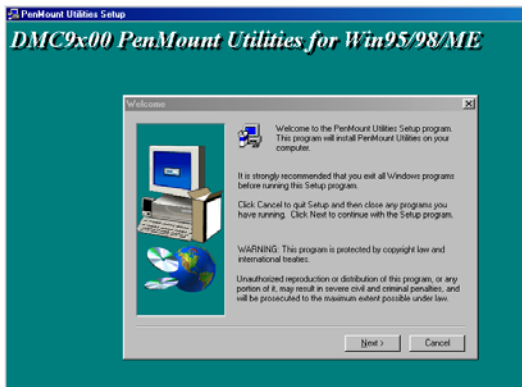 PenMount Utilities Setup
DMC9x00 PenMount Utilities for Win95/98/ME
Welcome
Welcome to the PenMount Utilities Setup program.
This program will install PenMount Utilities on your
computer.
It is strongly recommended that you exit all Windows programs
before running this Setup program.
Click Cancel to quit Setup and then close any programs you
have running. Click Next to continue with the Setup program.
WARNING: This program is protected by copyright law and
international treaties.
Unauthorized reproduction or distribution of this program, or any
portion of it, may result in severe civil and criminal penalties, and
will be prosecuted to the maximum extent possible under law.
Next >
Cancel